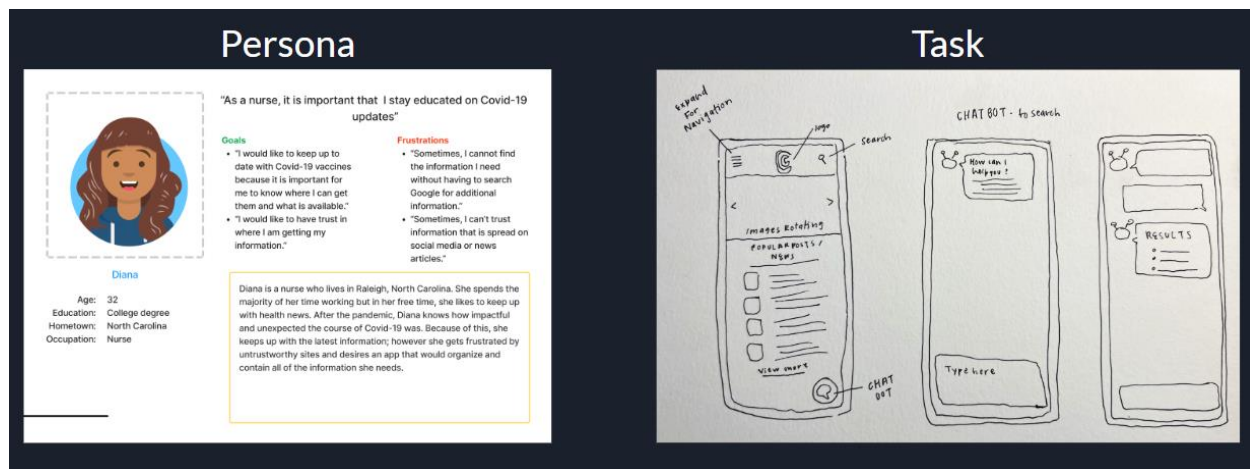 Persona
"As a nurse, it is important that I stay educated on Covid-19
updates"
Goals
• "I would like to keep up to
date with Covid-19 vaccines
because it is important for
me to know where I can get
them and what is available."
• "I would like to have trust in
where I am getting my
information."
Frustrations
• "Sometimes, I cannot find
the information I need
without having to search
Google for additional
information."
• "Sometimes, I can't trust
information that is spread on
social media or news
articles."
Diana
Age: 32
Education: College degree
Hometown: North Carolina
Occupation: Nurse
Diana is a nurse who lives in Raleigh, North Carolina. She spends the
majority of her time working but in her free time, she likes to keep up
with health news. After the pandemic, Diana knows how impactful
and unexpected the course of Covid-19 was. Because of this, she
keeps up with the latest information; however she gets frustrated by
untrustworthy sites and desires an app that would organize and
contain all of the information she needs.
Task
Expand
For
Navigation
logo
search
Images Rotating
POPULAR POSTS /
NEWS
View more
CHAT
BOT
CHAT BOT - to search
How can I
help you?
Type here
RESULTS